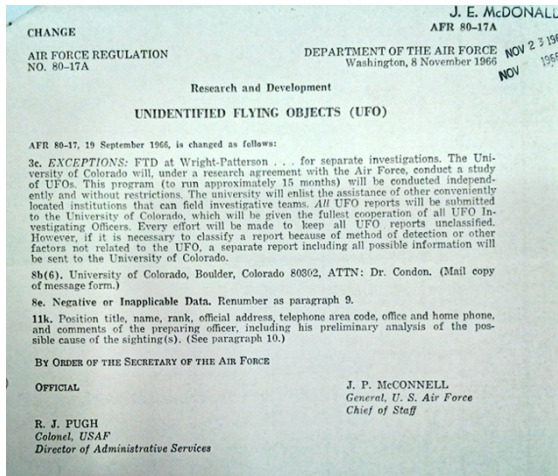 J. E. McDONALD
CHANGE
AFR 80-17A
AIR FORCE REGULATION
NO. 80-17A
DEPARTMENT OF THE AIR FORCE
Washington, 8 November 1966
NOV 23 196
NOV 1966
Research and Development
UNIDENTIFIED FLYING OBJECTS (UFO)
AFR 80-17, 19 September 1966, is changed as follows:
3c. EXCEPTIONS: FTD at Wright-Patterson . . . for separate investigations. The Uni-
versity of Colorado will, under a research agreement with the Air Force, conduct a study
of UFOs. This program (to run approximately 15 months) will be conducted independ-
ently and without restrictions. The university will enlist the assistance of other conveniently
located institutions that can field investigative teams. All UFO reports will be submitted
to the University of Colorado, which will be given the fullest cooperation of all UFO In-
vestigating Officers. Every effort will be made to keep all UFO reports unclassified.
However, if it is necessary to classify a report because of method of detection or other
factors not related to the UFO, a separate report including all possible information will
be sent to the University of Colorado.
8b(6). University of Colorado, Boulder, Colorado 80302, ATTN: Dr. Condon. (Mail copy
of message form.)
8e. Negative or Inapplicable Data. Renumber as paragraph 9.
11k. Position title, name, rank, official address, telephone area code, office and home phone,
and comments of the preparing officer, including his preliminary analysis of the pos-
sible cause of the sighting(s). (See paragraph 10.)
BY ORDER OF THE SECRETARY OF THE AIR FORCE
OFFICIAL
J. P. McCONNELL
General, U. S. Air Force
Chief of Staff
R. J. PUGH
Colonel, USAF
Director of Administrative Services